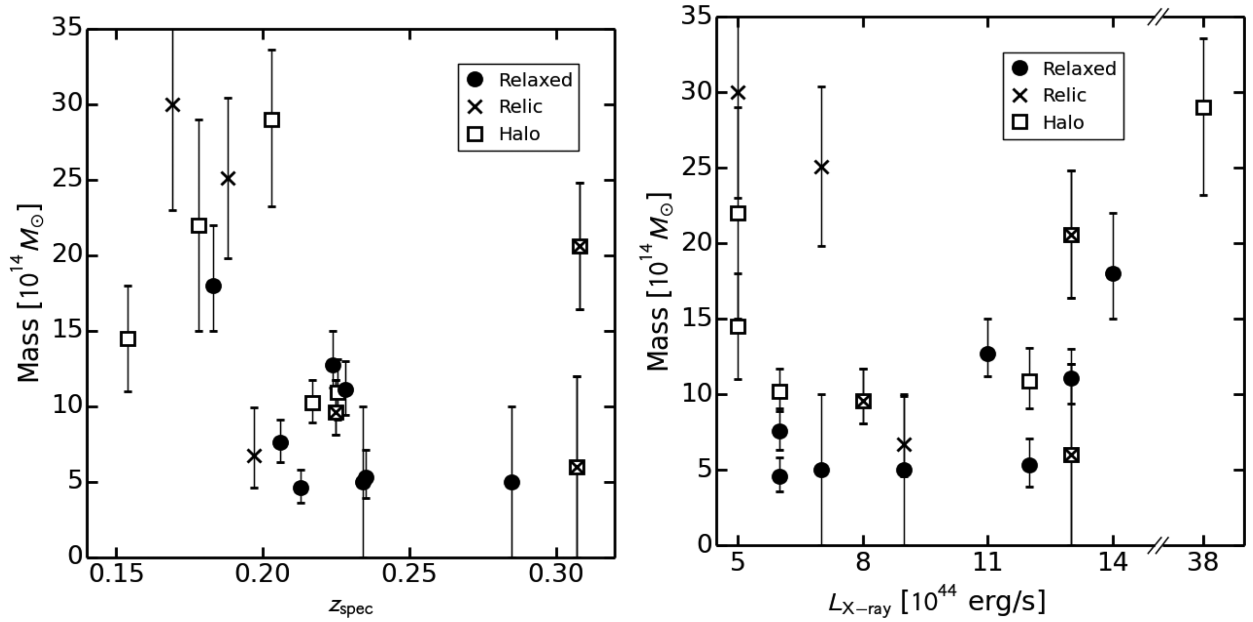 35
30
25
20
15
10
5
0
Mass [10^14 M_⊙]
Relaxed
Relic
Halo
0.15 0.20 0.25 0.30
z_spec
35
30
25
20
15
10
5
0
Mass [10^14 M_⊙]
Relaxed
Relic
Halo
5 8 11 14 38
L_X−ray [10^44 erg/s]